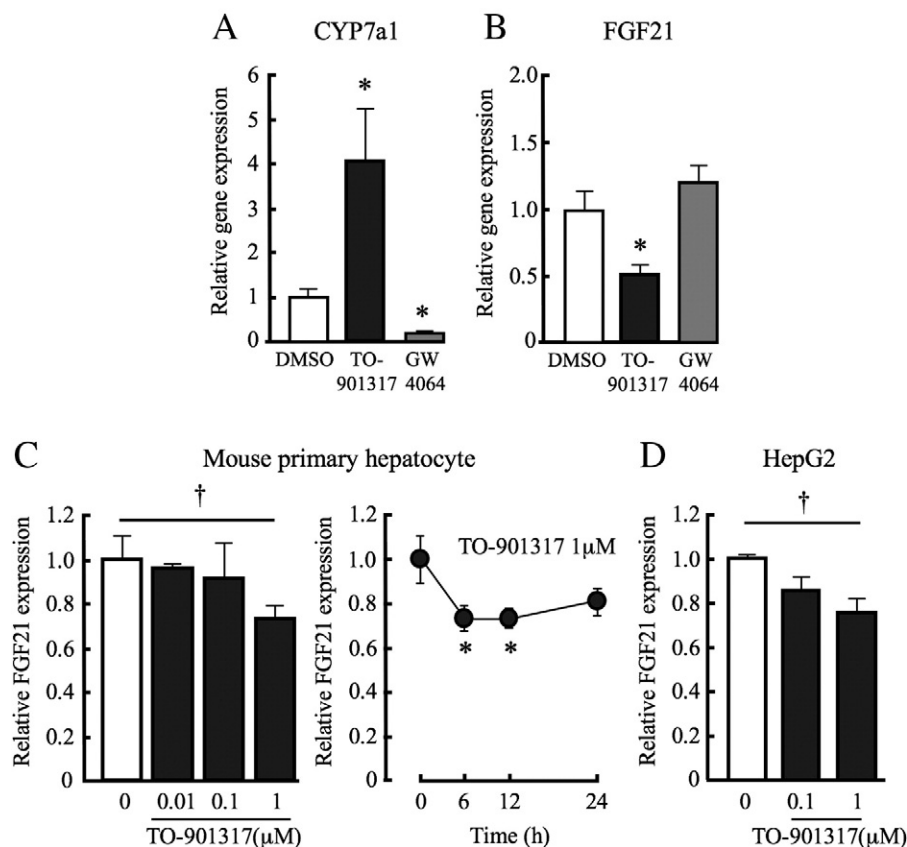 A CYP7a1
Relative gene expression
6
5
4
3
2
1
0
*
*
DMSO TO-901317 GW4064
B FGF21
Relative gene expression
2.0
1.5
1.0
0.5
0.0
*
DMSO TO-901317 GW4064
C Mouse primary hepatocyte
Relative FGF21 expression
1.2
1.0
0.8
0.6
0.4
0.2
0
†
0 0.01 0.1 1
TO-901317(μM)
Relative FGF21 expression
1.2
1.0
0.8
0.6
0.4
0.2
0
TO-901317 1μM
* *
0 6 12 24
Time (h)
D HepG2
Relative FGF21 expression
1.2
1.0
0.8
0.6
0.4
0.2
0
†
0 0.1 1
TO-901317(μM)